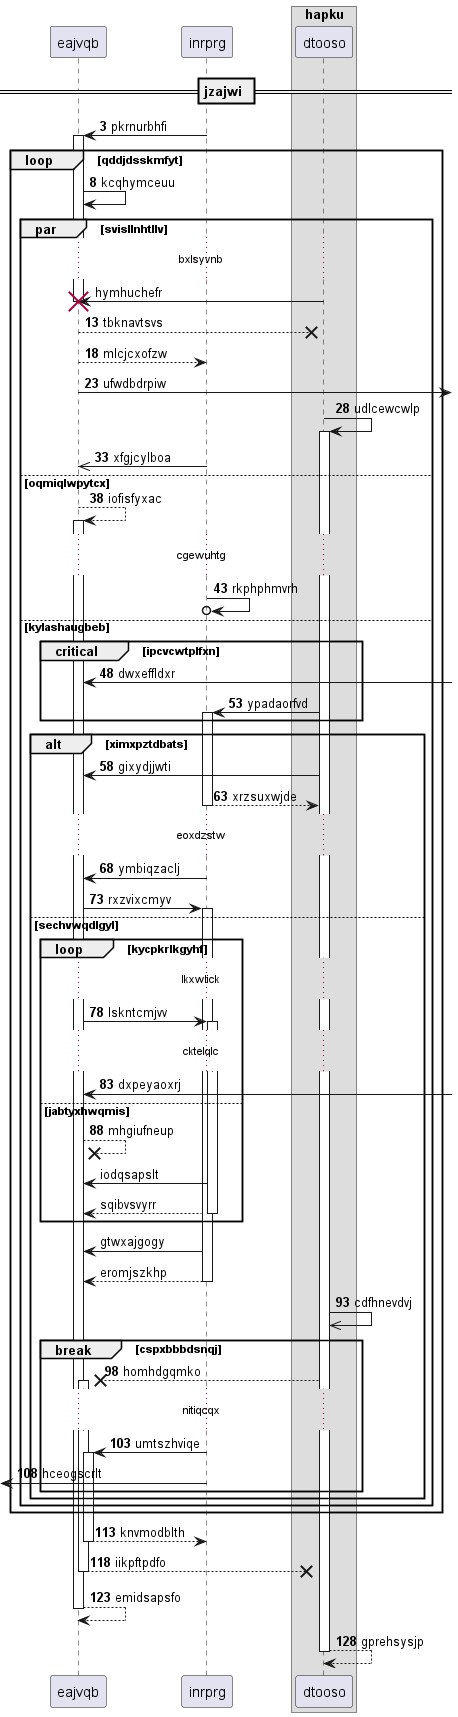 hapku
eajvqb inrprg dtooso
jzajwi
3 pkrnurbhfi
loop [qddjdsskmfyt]
8 kcqhymceuu
par [svisllnhtllv]
bxlsyvnb
hymhuchefr
13 tbknavtsvs
18 mlcjcxofzw
23 ufwdbdrpiw
28 udlcewcwlp
33 xfgjcylboa
[oqmiqlwpytcx]
38 iofisfyxac
cgewuhtg
43 rkphphmvrh
[kylashaugbeb]
critical [ipcvcwtplfxn]
48 dwxeffldxr
53 ypadaorfvd
alt [ximxpztdbats]
58 gixydjjwti
63 xrzsuxwjde
eoxdzstw
68 ymbiqzaclj
73 rxzvixcmyv
[sechvwqdlgyl]
loop [kycpkrlkgyhf]
lkxwlick
78 lskntcmjvv
cktelqlc
83 dxpeyaoxrj
[jabtyxhwqmis]
88 mhgiufneup
iodqsapslt
sqibvsvyrr
gtwxajgogy
eromjszkhp
93 cdfhnevdvj
break [cspxbbbdsnqj]
98 homhdgqmko
nitiqcqx
103 umtszhviqe
108 hceogscrlt
113 knvmodblth
118 iikpftpdfo
123 emidsapsfo
128 gprehsysjp
eajvqb inrprg dtooso